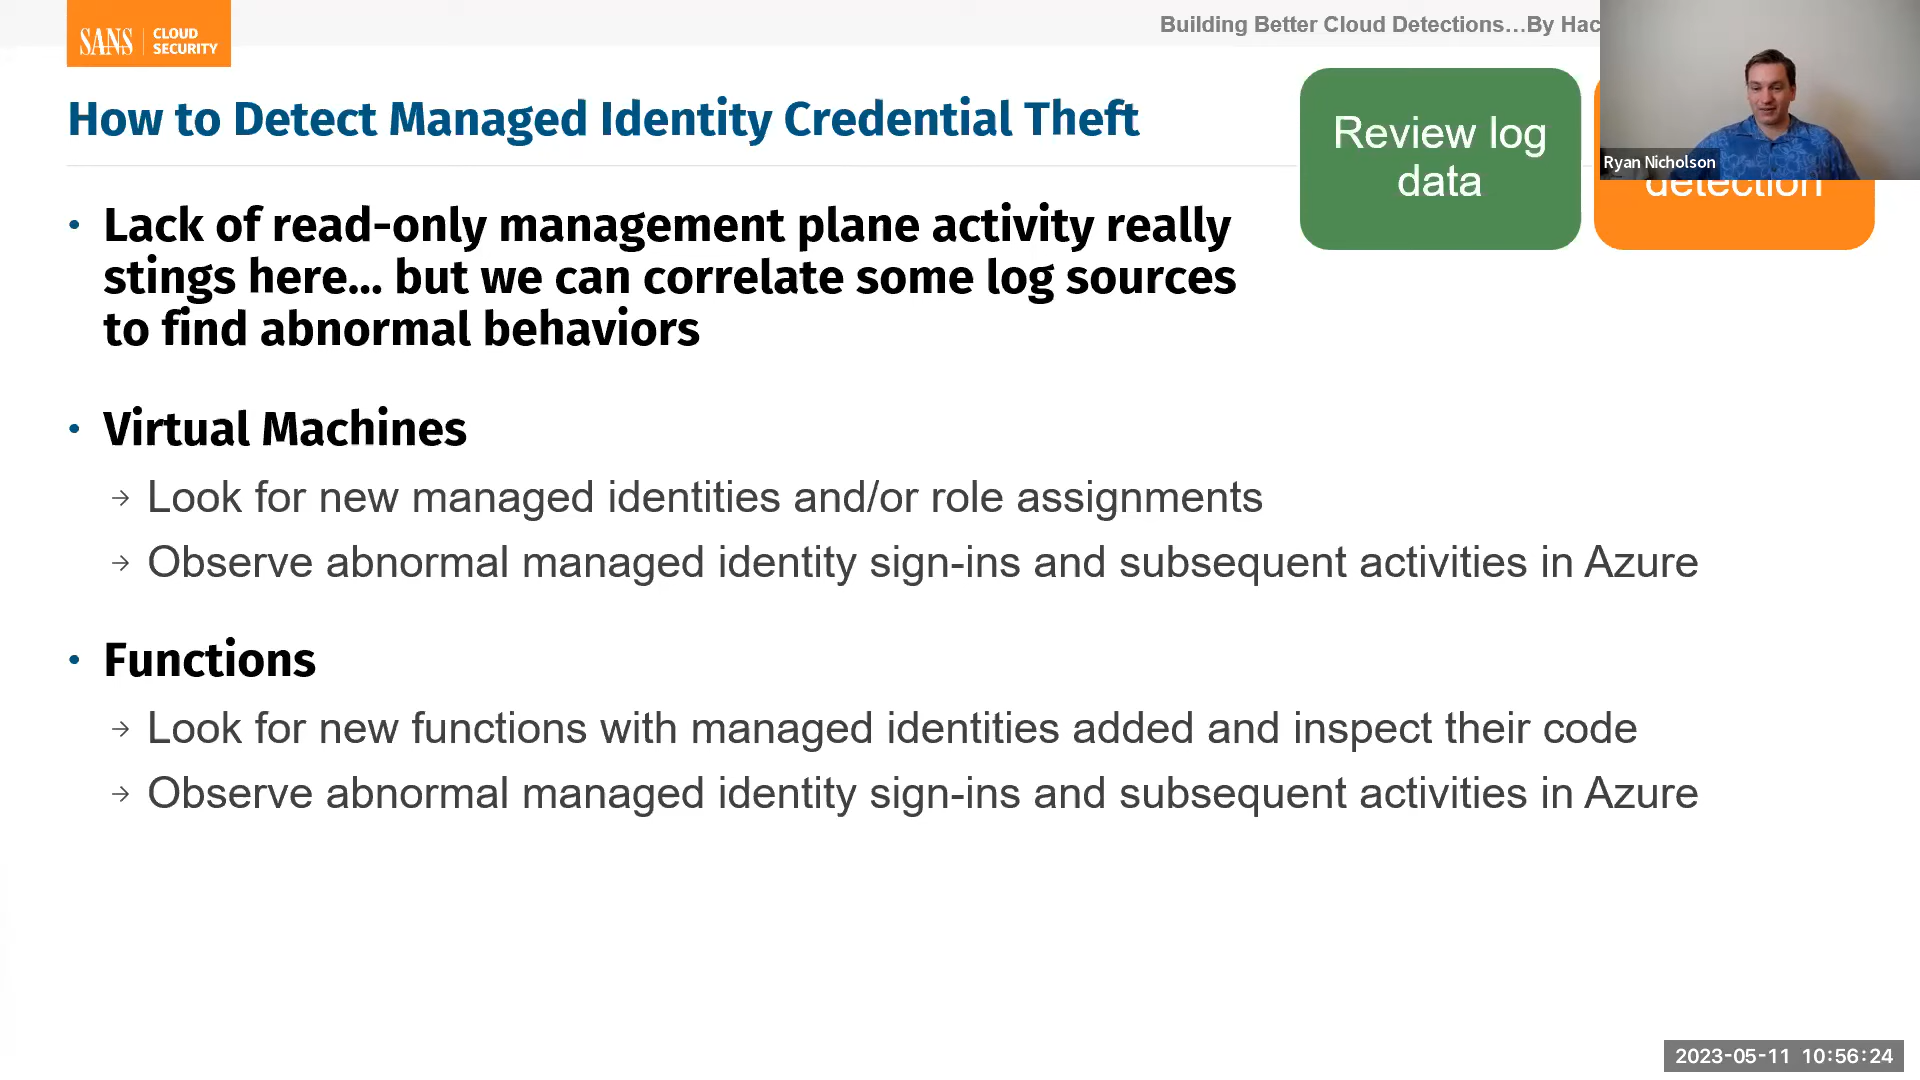 SANS
CLOUD
SECURITY
Building Better Cloud Detections…By Hac
How to Detect Managed Identity Credential Theft
Review log
data
Ryan Nicholson
detection
• Lack of read-only management plane activity really
stings here… but we can correlate some log sources
to find abnormal behaviors
• Virtual Machines
→ Look for new managed identities and/or role assignments
→ Observe abnormal managed identity sign-ins and subsequent activities in Azure
• Functions
→ Look for new functions with managed identities added and inspect their code
→ Observe abnormal managed identity sign-ins and subsequent activities in Azure
2023-05-11 10:56:24